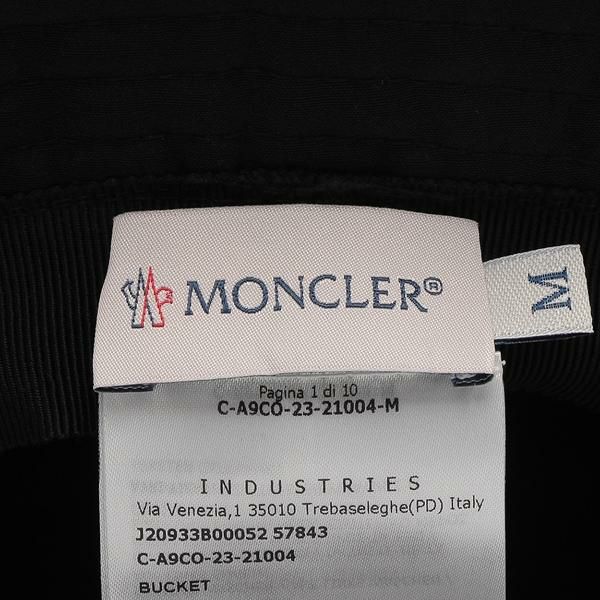 MONCLER®
M
Pagina 1 di 10
C-A9CO-23-21004-M
INDUSTRIES
Via Venezia,1 35010 Trebaseleghe(PD) Italy
J20933B00052 57843
C-A9CO-23-21004
BUCKET